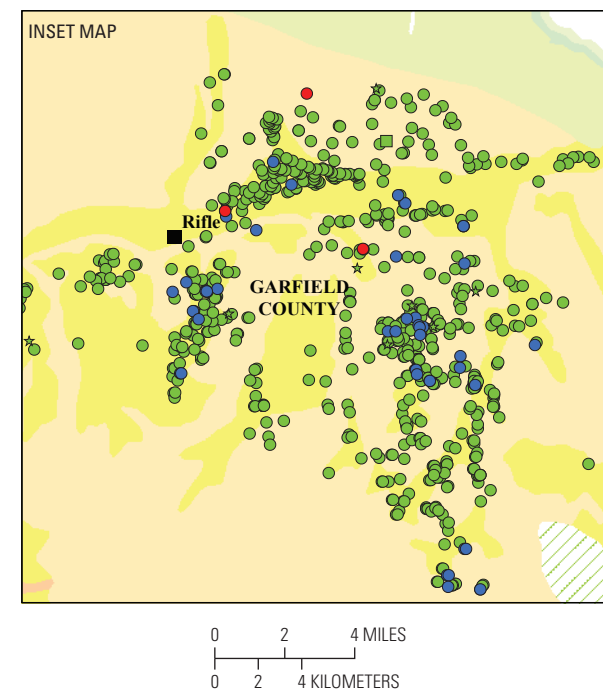 INSET MAP
Rifle
GARFIELD
COUNTY
0 2 4 MILES
0 2 4 KILOMETERS